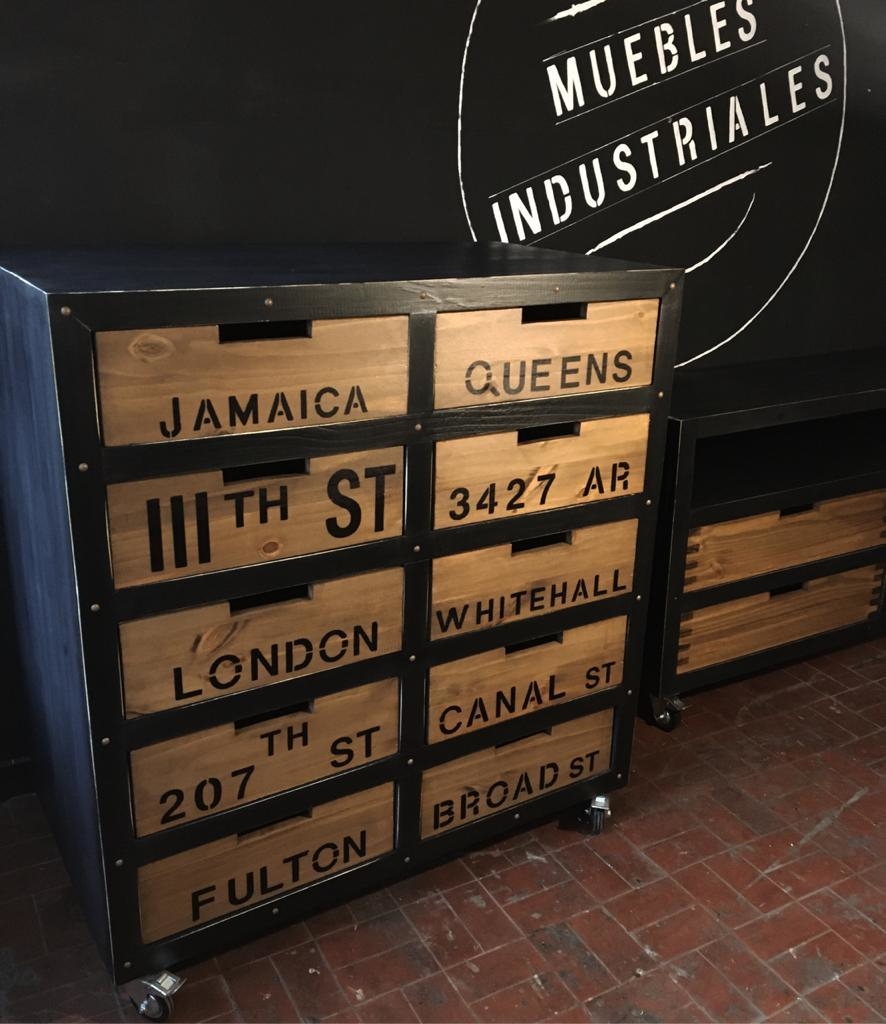 MUEBLES
INDUSTRIALES
JAMAICA
QUEENS
111TH ST
3427 AR
LONDON
WHITEHALL
207TH ST
CANAL ST
FULTON
BROAD ST